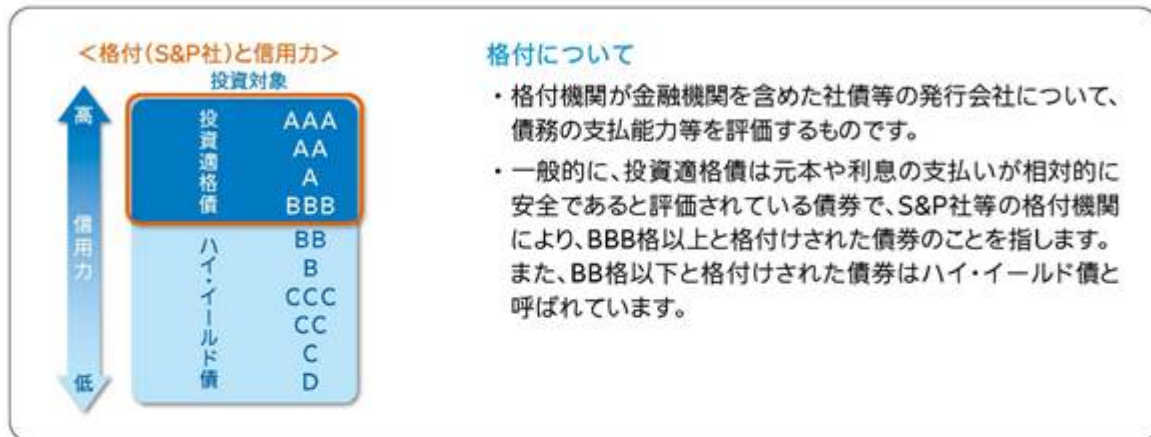 <格付(S&P社)と信用力>
投資対象
高
信用力
低
投資適格債
AAA
AA
A
BBB
ハイ・イールド債
BB
B
CCC
CC
C
D
格付について
・格付機関が金融機関を含めた社債等の発行会社について、
債務の支払能力等を評価するものです。
・一般的に、投資適格債は元本や利息の支払いが相対的に
安全であると評価されている債券で、S&P社等の格付機関
により、BBB格以上と格付けされた債券のことを指します。
また、BB格以下と格付けされた債券はハイ・イールド債と
呼ばれています。